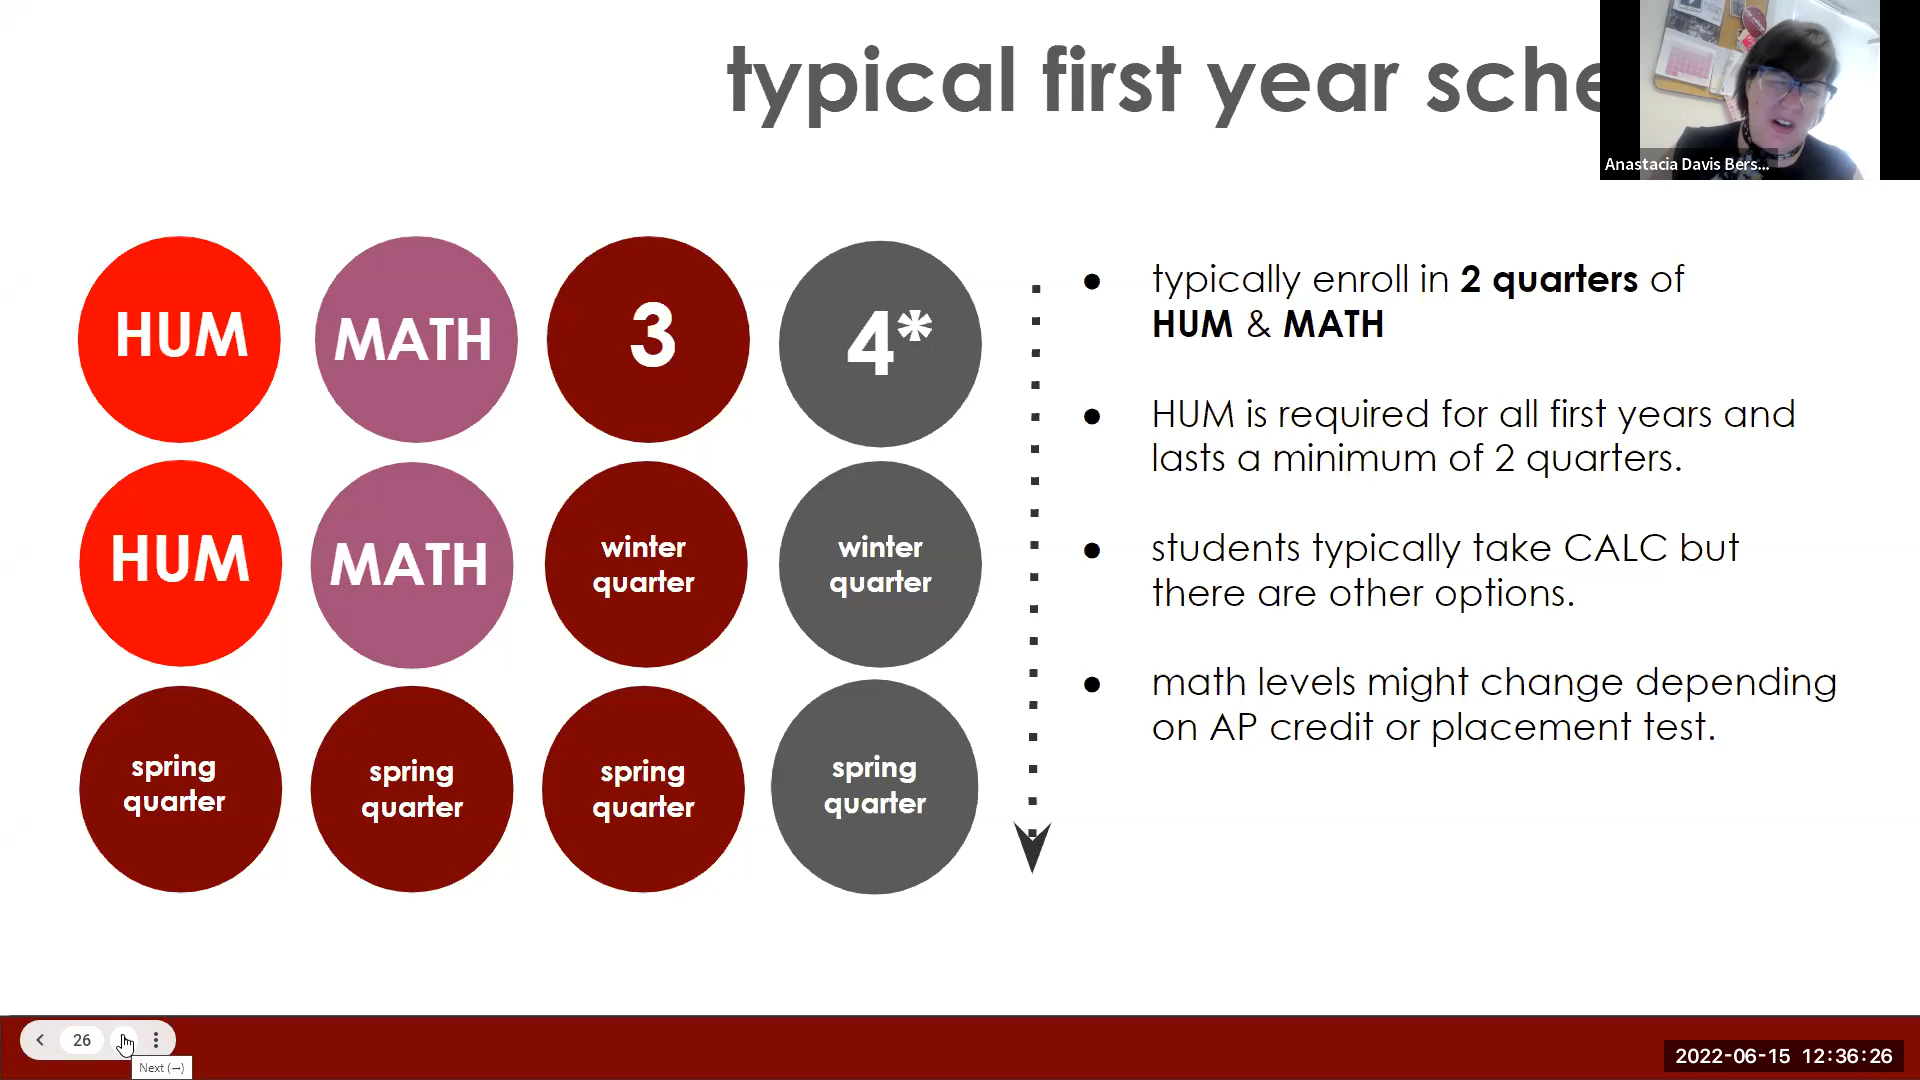 typical first year sche
Anastacia Davis Bers...
HUM
MATH
3
4*
HUM
MATH
winter
quarter
winter
quarter
spring
quarter
spring
quarter
spring
quarter
spring
quarter
● typically enroll in 2 quarters of
HUM & MATH
● HUM is required for all first years and
lasts a minimum of 2 quarters.
● students typically take CALC but
there are other options.
● math levels might change depending
on AP credit or placement test.
26
Next (→)
2022-06-15 12:36:26